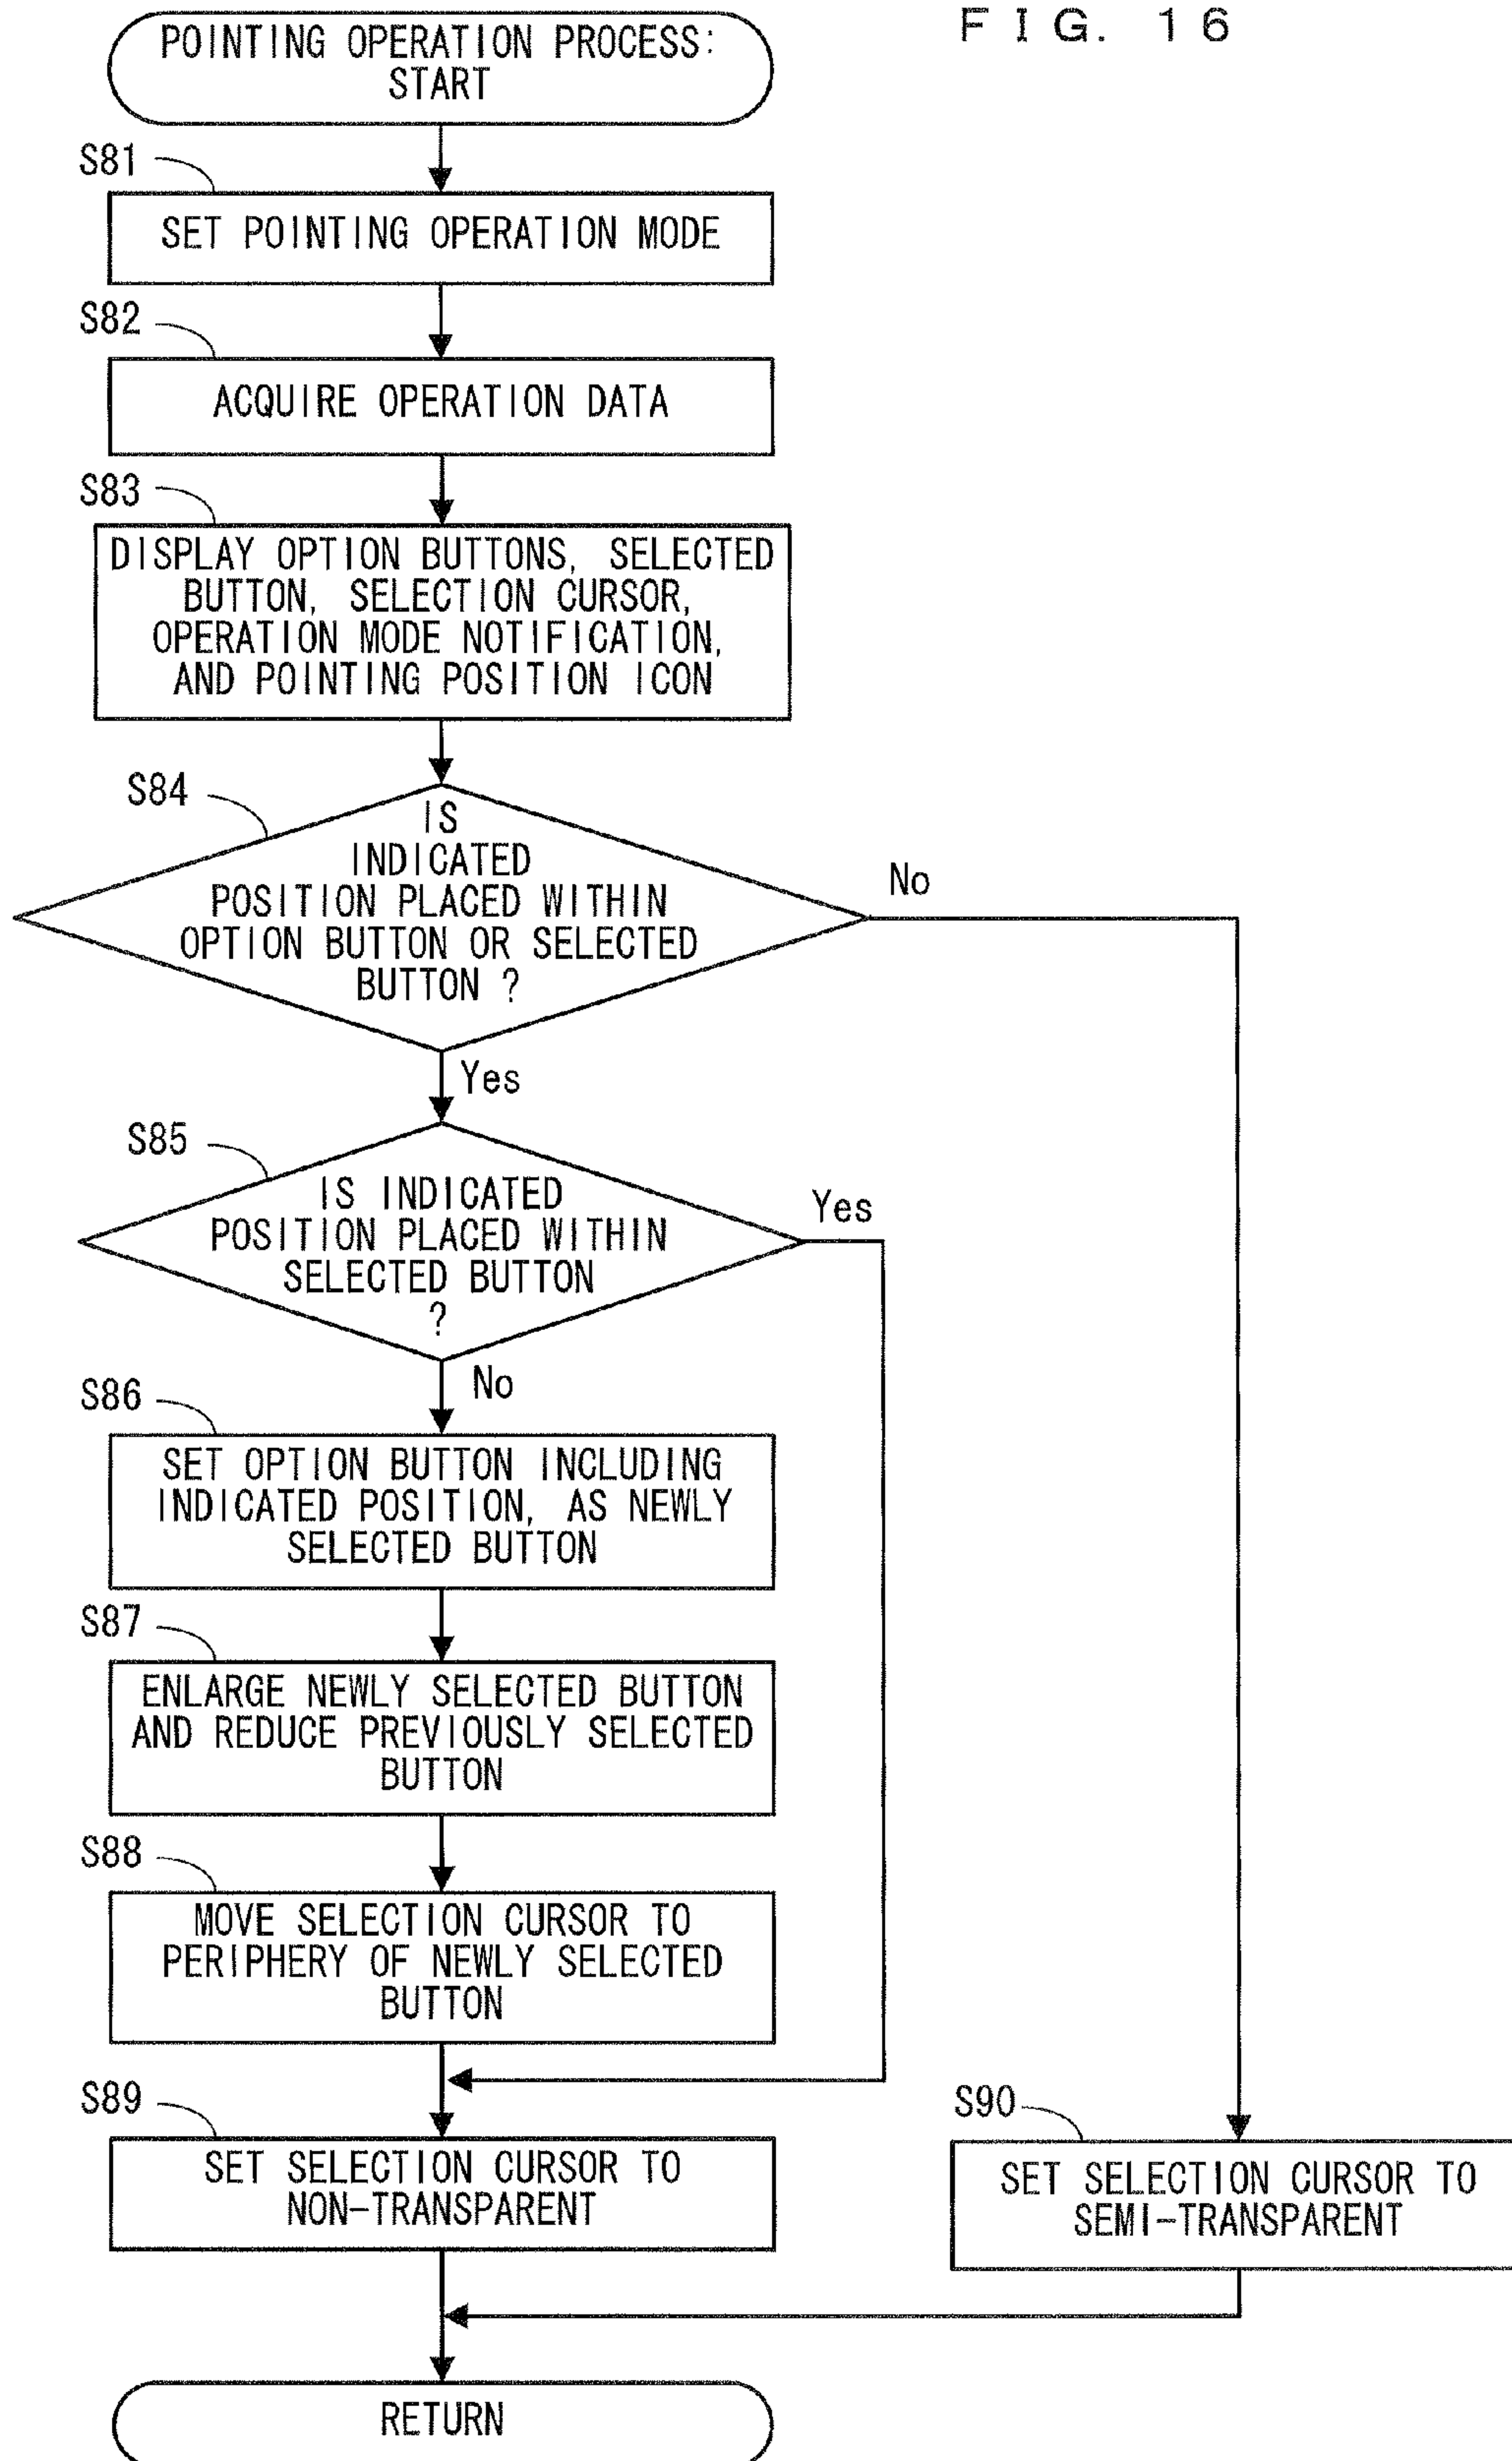 FIG. 16
POINTING OPERATION PROCESS:
START
S81
SET POINTING OPERATION MODE
S82
ACQUIRE OPERATION DATA
S83
DISPLAY OPTION BUTTONS, SELECTED
BUTTON, SELECTION CURSOR,
OPERATION MODE NOTIFICATION,
AND POINTING POSITION ICON
S84
IS
INDICATED
POSITION PLACED WITHIN
OPTION BUTTON OR SELECTED
BUTTON ?
No
Yes
S85
IS INDICATED
POSITION PLACED WITHIN
SELECTED BUTTON
?
Yes
No
S86
SET OPTION BUTTON INCLUDING
INDICATED POSITION, AS NEWLY
SELECTED BUTTON
S87
ENLARGE NEWLY SELECTED BUTTON
AND REDUCE PREVIOUSLY SELECTED
BUTTON
S88
MOVE SELECTION CURSOR TO
PERIPHERY OF NEWLY SELECTED
BUTTON
S89
SET SELECTION CURSOR TO
NON-TRANSPARENT
S90
SET SELECTION CURSOR TO
SEMI-TRANSPARENT
RETURN